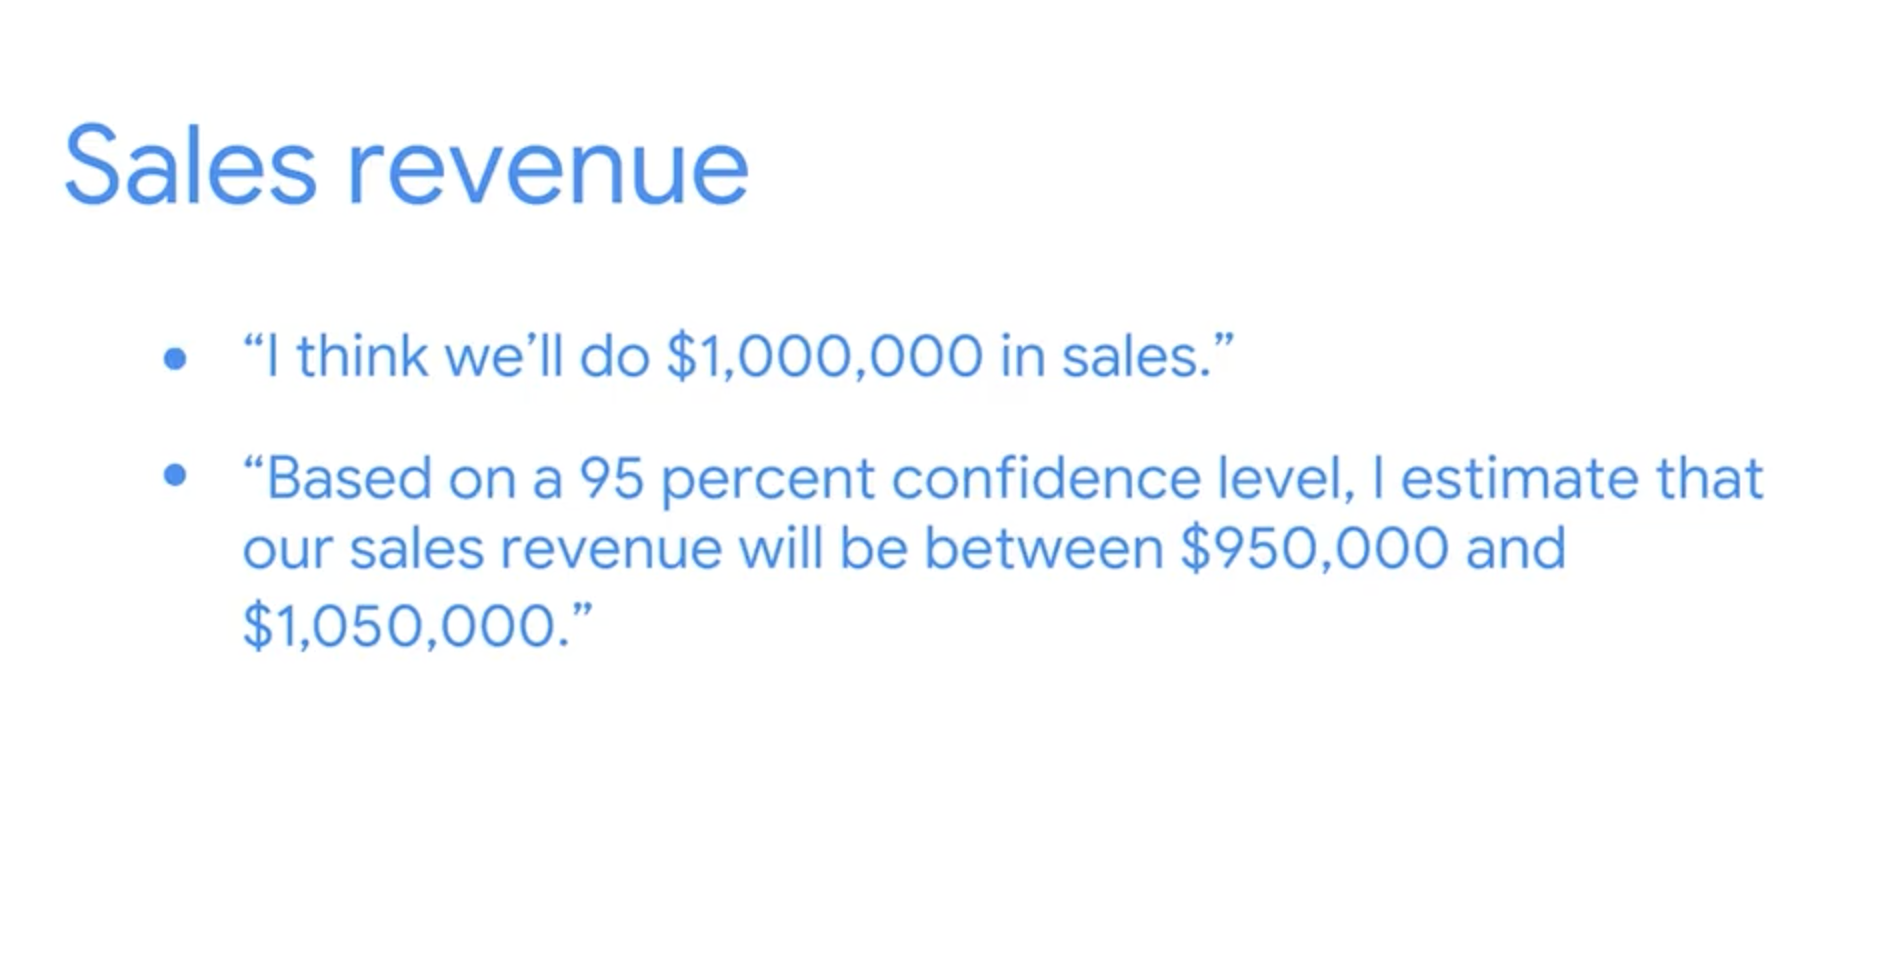 Sales revenue
• “I think we’ll do $1,000,000 in sales.”
• “Based on a 95 percent confidence level, I estimate that
our sales revenue will be between $950,000 and
$1,050,000.”